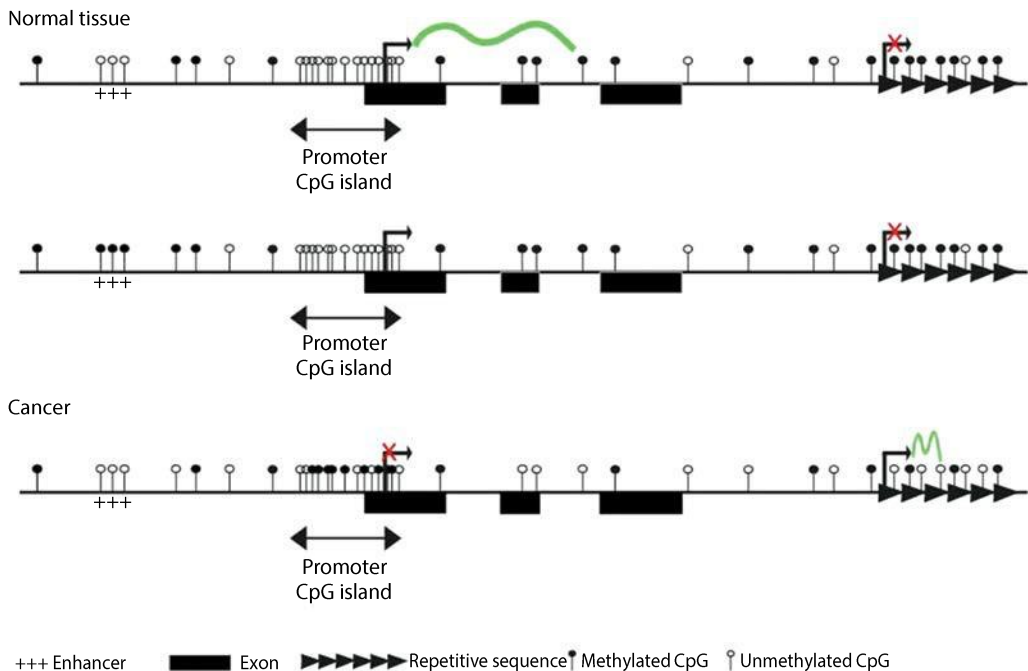 Normal tissue
+++
Promoter
CpG island
+++
Promoter
CpG island
Cancer
+++
Promoter
CpG island
+++ Enhancer Exon Repetitive sequence Methylated CpG Unmethylated CpG